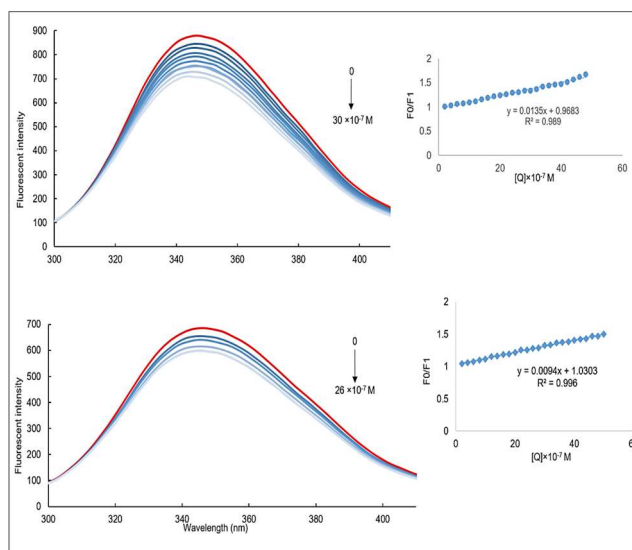 Fluorescent intensity
900
800
700
600
500
400
300
200
100
0
300 320 340 360 380 400
0
30 ×10-7 M
F0/F1
2
1.5
1
0.5
0
y = 0.0135x + 0.9683
R² = 0.989
0 20 40 60
[Q]×10-7 M
Fluorescent intensity
700
600
500
400
300
200
100
0
300 320 340 360 380 400
Wavelength (nm)
0
26 ×10-7 M
F0/F1
2
1.5
1
0.5
0
y = 0.0094x + 1.0303
R² = 0.996
0 20 40
[Q]×10-7 M